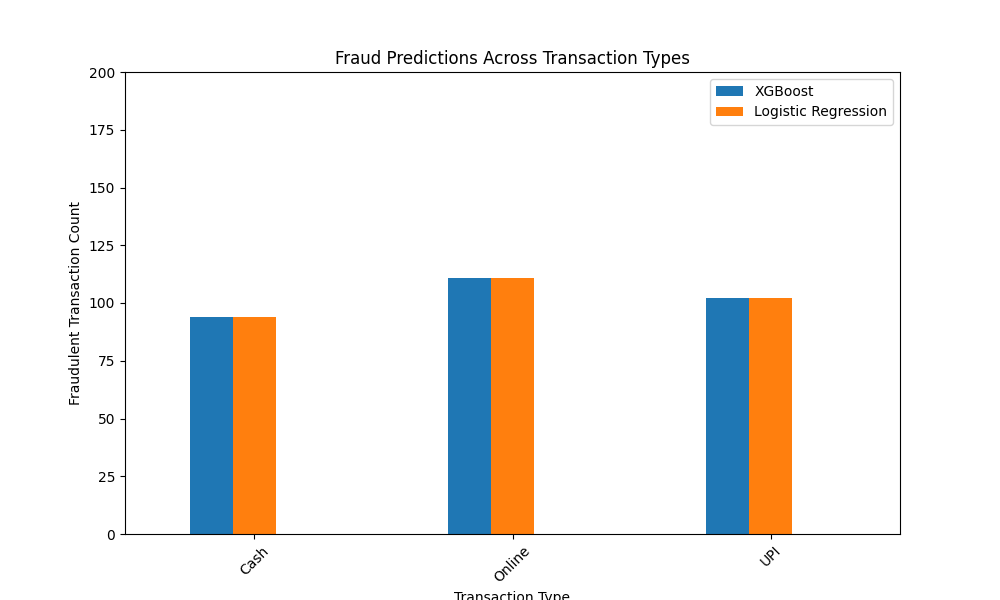 Fraud Predictions Across Transaction Types
XGBoost
Logistic Regression
Fraudulent Transaction Count
200
175
150
125
100
75
50
25
0
Cash
Online
UPI
Transaction Type